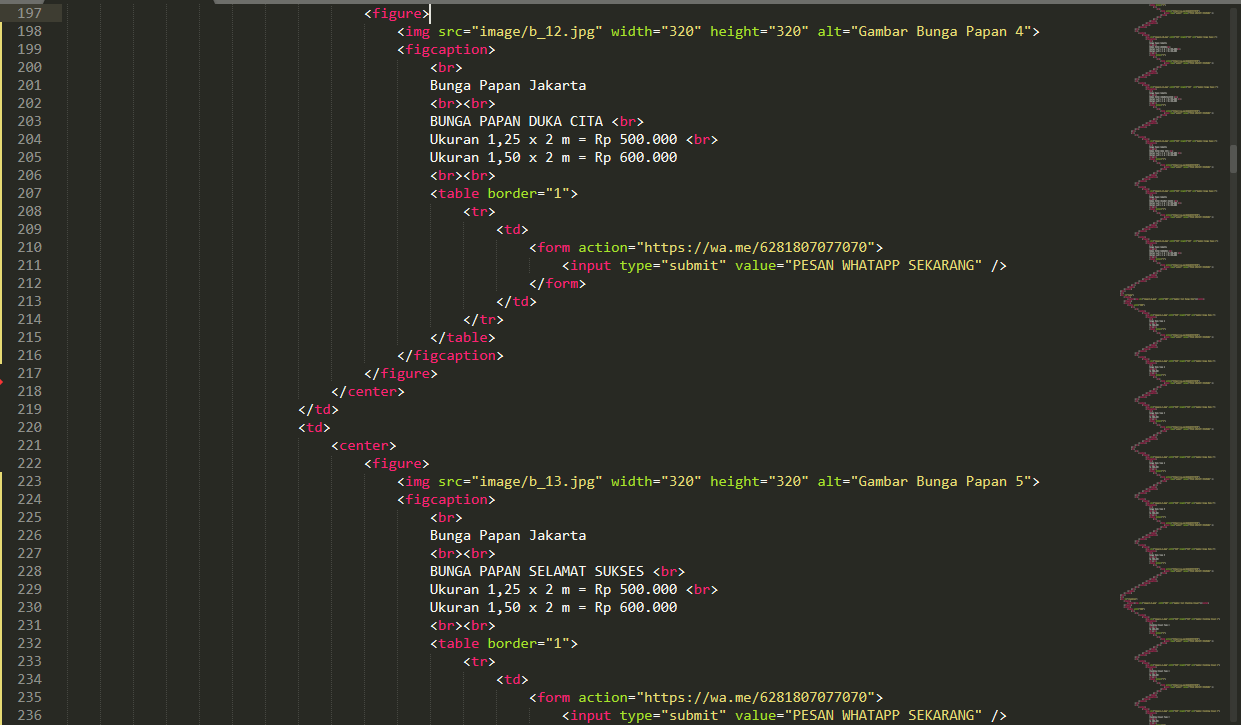 197 <figure>
198 <img src="image/b_12.jpg" width="320" height="320" alt="Gambar Bunga Papan 4">
199 <figcaption>
200 <br>
201 Bunga Papan Jakarta
202 <br><br>
203 BUNGA PAPAN DUKA CITA <br>
204 Ukuran 1,25 x 2 m = Rp 500.000 <br>
205 Ukuran 1,50 x 2 m = Rp 600.000
206 <br><br>
207 <table border="1">
208 <tr>
209 <td>
210 <form action="https://wa.me/6281807077070">
211 <input type="submit" value="PESAN WHATAPP SEKARANG" />
212 </form>
213 </td>
214 </tr>
215 </table>
216 </figcaption>
217 </figure>
218 </center>
219 </td>
220 <td>
221 <center>
222 <figure>
223 <img src="image/b_13.jpg" width="320" height="320" alt="Gambar Bunga Papan 5">
224 <figcaption>
225 <br>
226 Bunga Papan Jakarta
227 <br><br>
228 BUNGA PAPAN SELAMAT SUKSES <br>
229 Ukuran 1,25 x 2 m = Rp 500.000 <br>
230 Ukuran 1,50 x 2 m = Rp 600.000
231 <br><br>
232 <table border="1">
233 <tr>
234 <td>
235 <form action="https://wa.me/6281807077070">
236 <input type="submit" value="PESAN WHATAPP SEKARANG" />